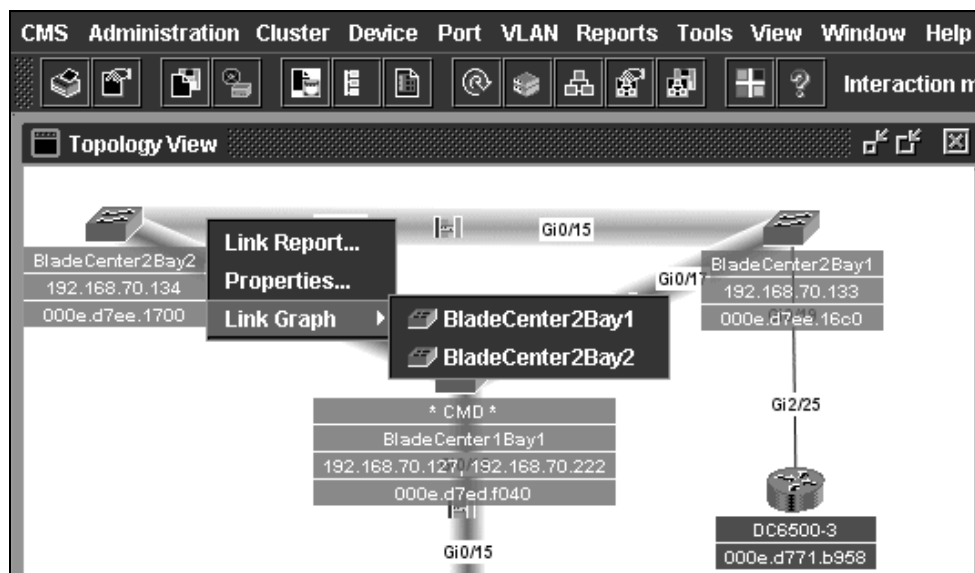 CMS Administration Cluster Device Port VLAN Reports Tools View Window Help
Interaction m
Topology View
Gi0/15
BladeCenter2Bay2
192.168.70.134
000e.d7ee.1700
Link Report...
Properties...
Link Graph
BladeCenter2Bay1
BladeCenter2Bay2
Gi0/17
BladeCenter2Bay1
192.168.70.133
000e.d7ee.16c0
Gi2/25
* CMD *
BladeCenter1Bay1
192.168.70.127, 192.168.70.222
000e.d7ed.f040
Gi0/15
DC6500-3
000e.d771.b958